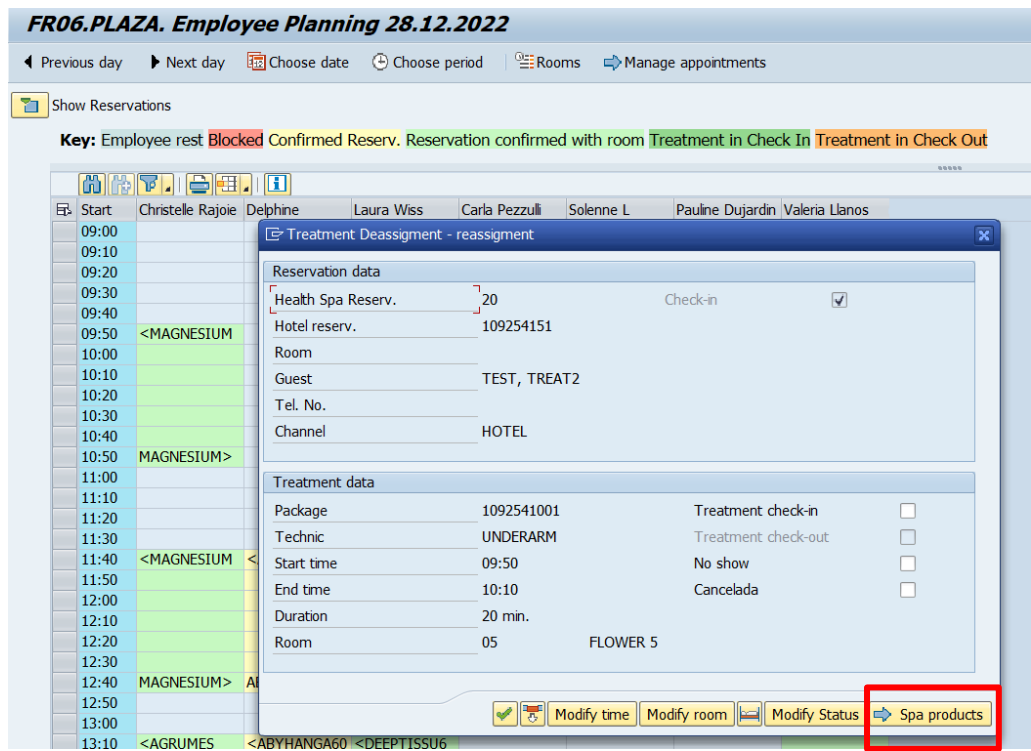 FR06.PLAZA. Employee Planning 28.12.2022
Previous day Next day Choose date Choose period Rooms Manage appointments
Show Reservations
Key: Employee rest Blocked Confirmed Reserv. Reservation confirmed with room Treatment in Check In Treatment in Check Out
Start Christelle Rajoie Delphine Laura Wiss Carla Pezzulli Solenne L Pauline Dujardin Valeria Llanos
09:00
Treatment Deassigment - reassigment
09:10
09:20
Reservation data
09:30
Health Spa Reserv. 20 Check-in
09:40
09:50 <MAGNESIUM
Hotel reserv. 109254151
10:00
Room
10:10
Guest TEST, TREAT2
10:20
Tel. No.
10:30
10:40
Channel HOTEL
10:50 MAGNESIUM>
11:00
Treatment data
11:10
11:20
Package 1092541001 Treatment check-in
11:30
Technic UNDERARM Treatment check-out
11:40 <MAGNESIUM <
11:50
Start time 09:50 No show
12:00
End time 10:10 Cancelada
12:10
Duration 20 min.
12:20
Room 05 FLOWER 5
12:30
12:40 MAGNESIUM>
12:50
Modify time Modify room Modify Status Spa products
13:00
13:10 <AGRUMES <ABYHANGA60 <DEEPTISSU6